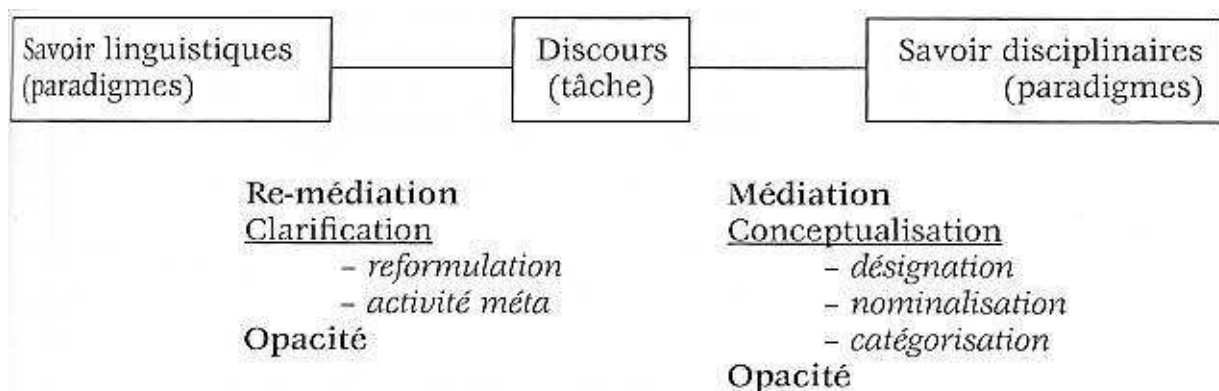 Savoir linguistiques
(paradigmes)
Discours
(tâche)
Savoir disciplinaires
(paradigmes)
Re-médiation
Clarification
– reformulation
– activité méta
Opacité
Médiation
Conceptualisation
– désignation
– nominalisation
– catégorisation
Opacité